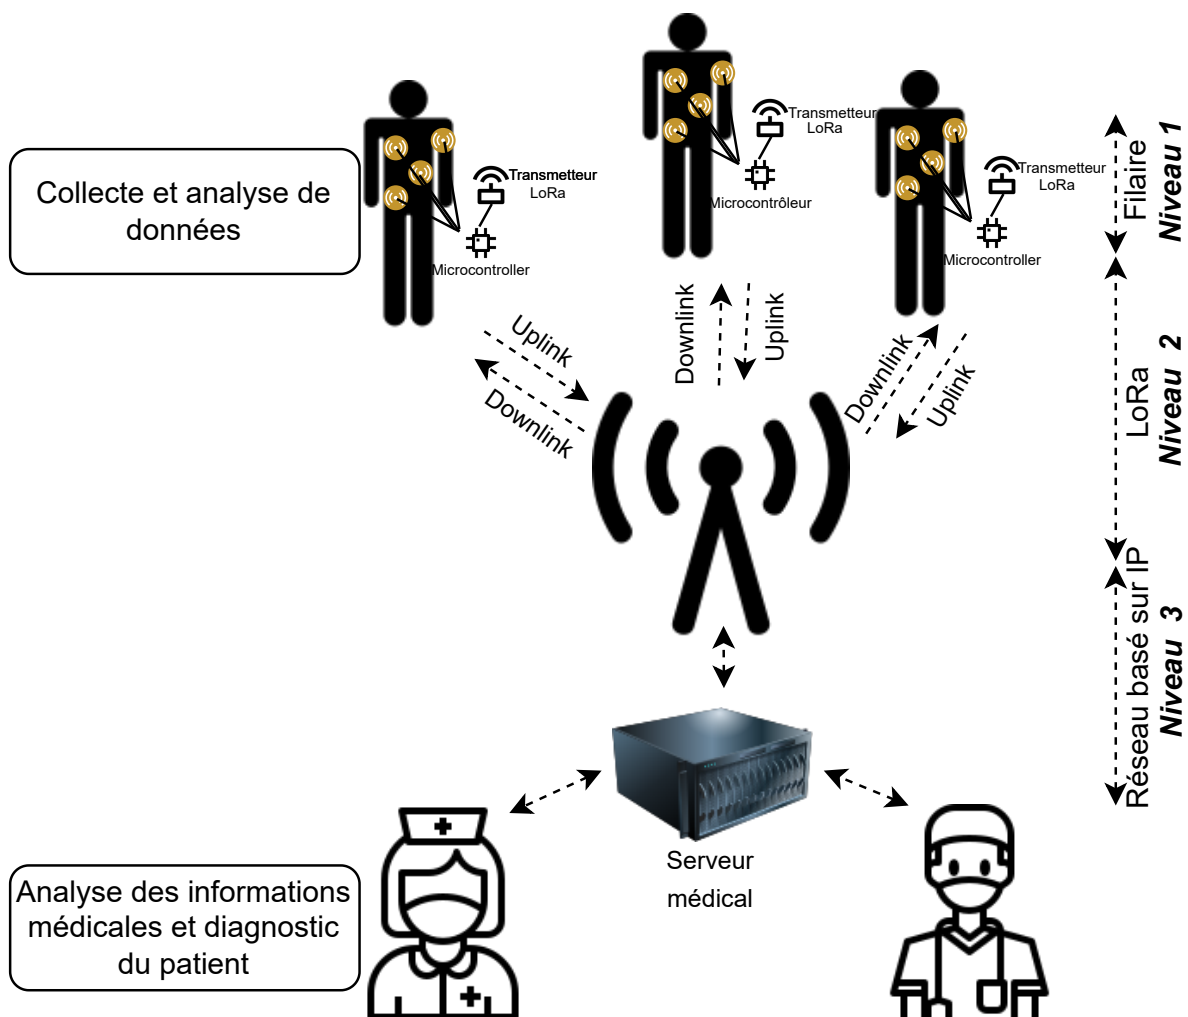 Collecte et analyse de
données
Transmetteur
LoRa
Microcontroller
Transmetteur
LoRa
Microcontrôleur
Transmetteur
LoRa
Microcontroller
Filaire
Niveau 1
Uplink
Downlink
Downlink
Uplink
Downlink
Uplink
LoRa
Niveau 2
Réseau basé sur IP
Niveau 3
Serveur
médical
Analyse des informations
médicales et diagnostic
du patient